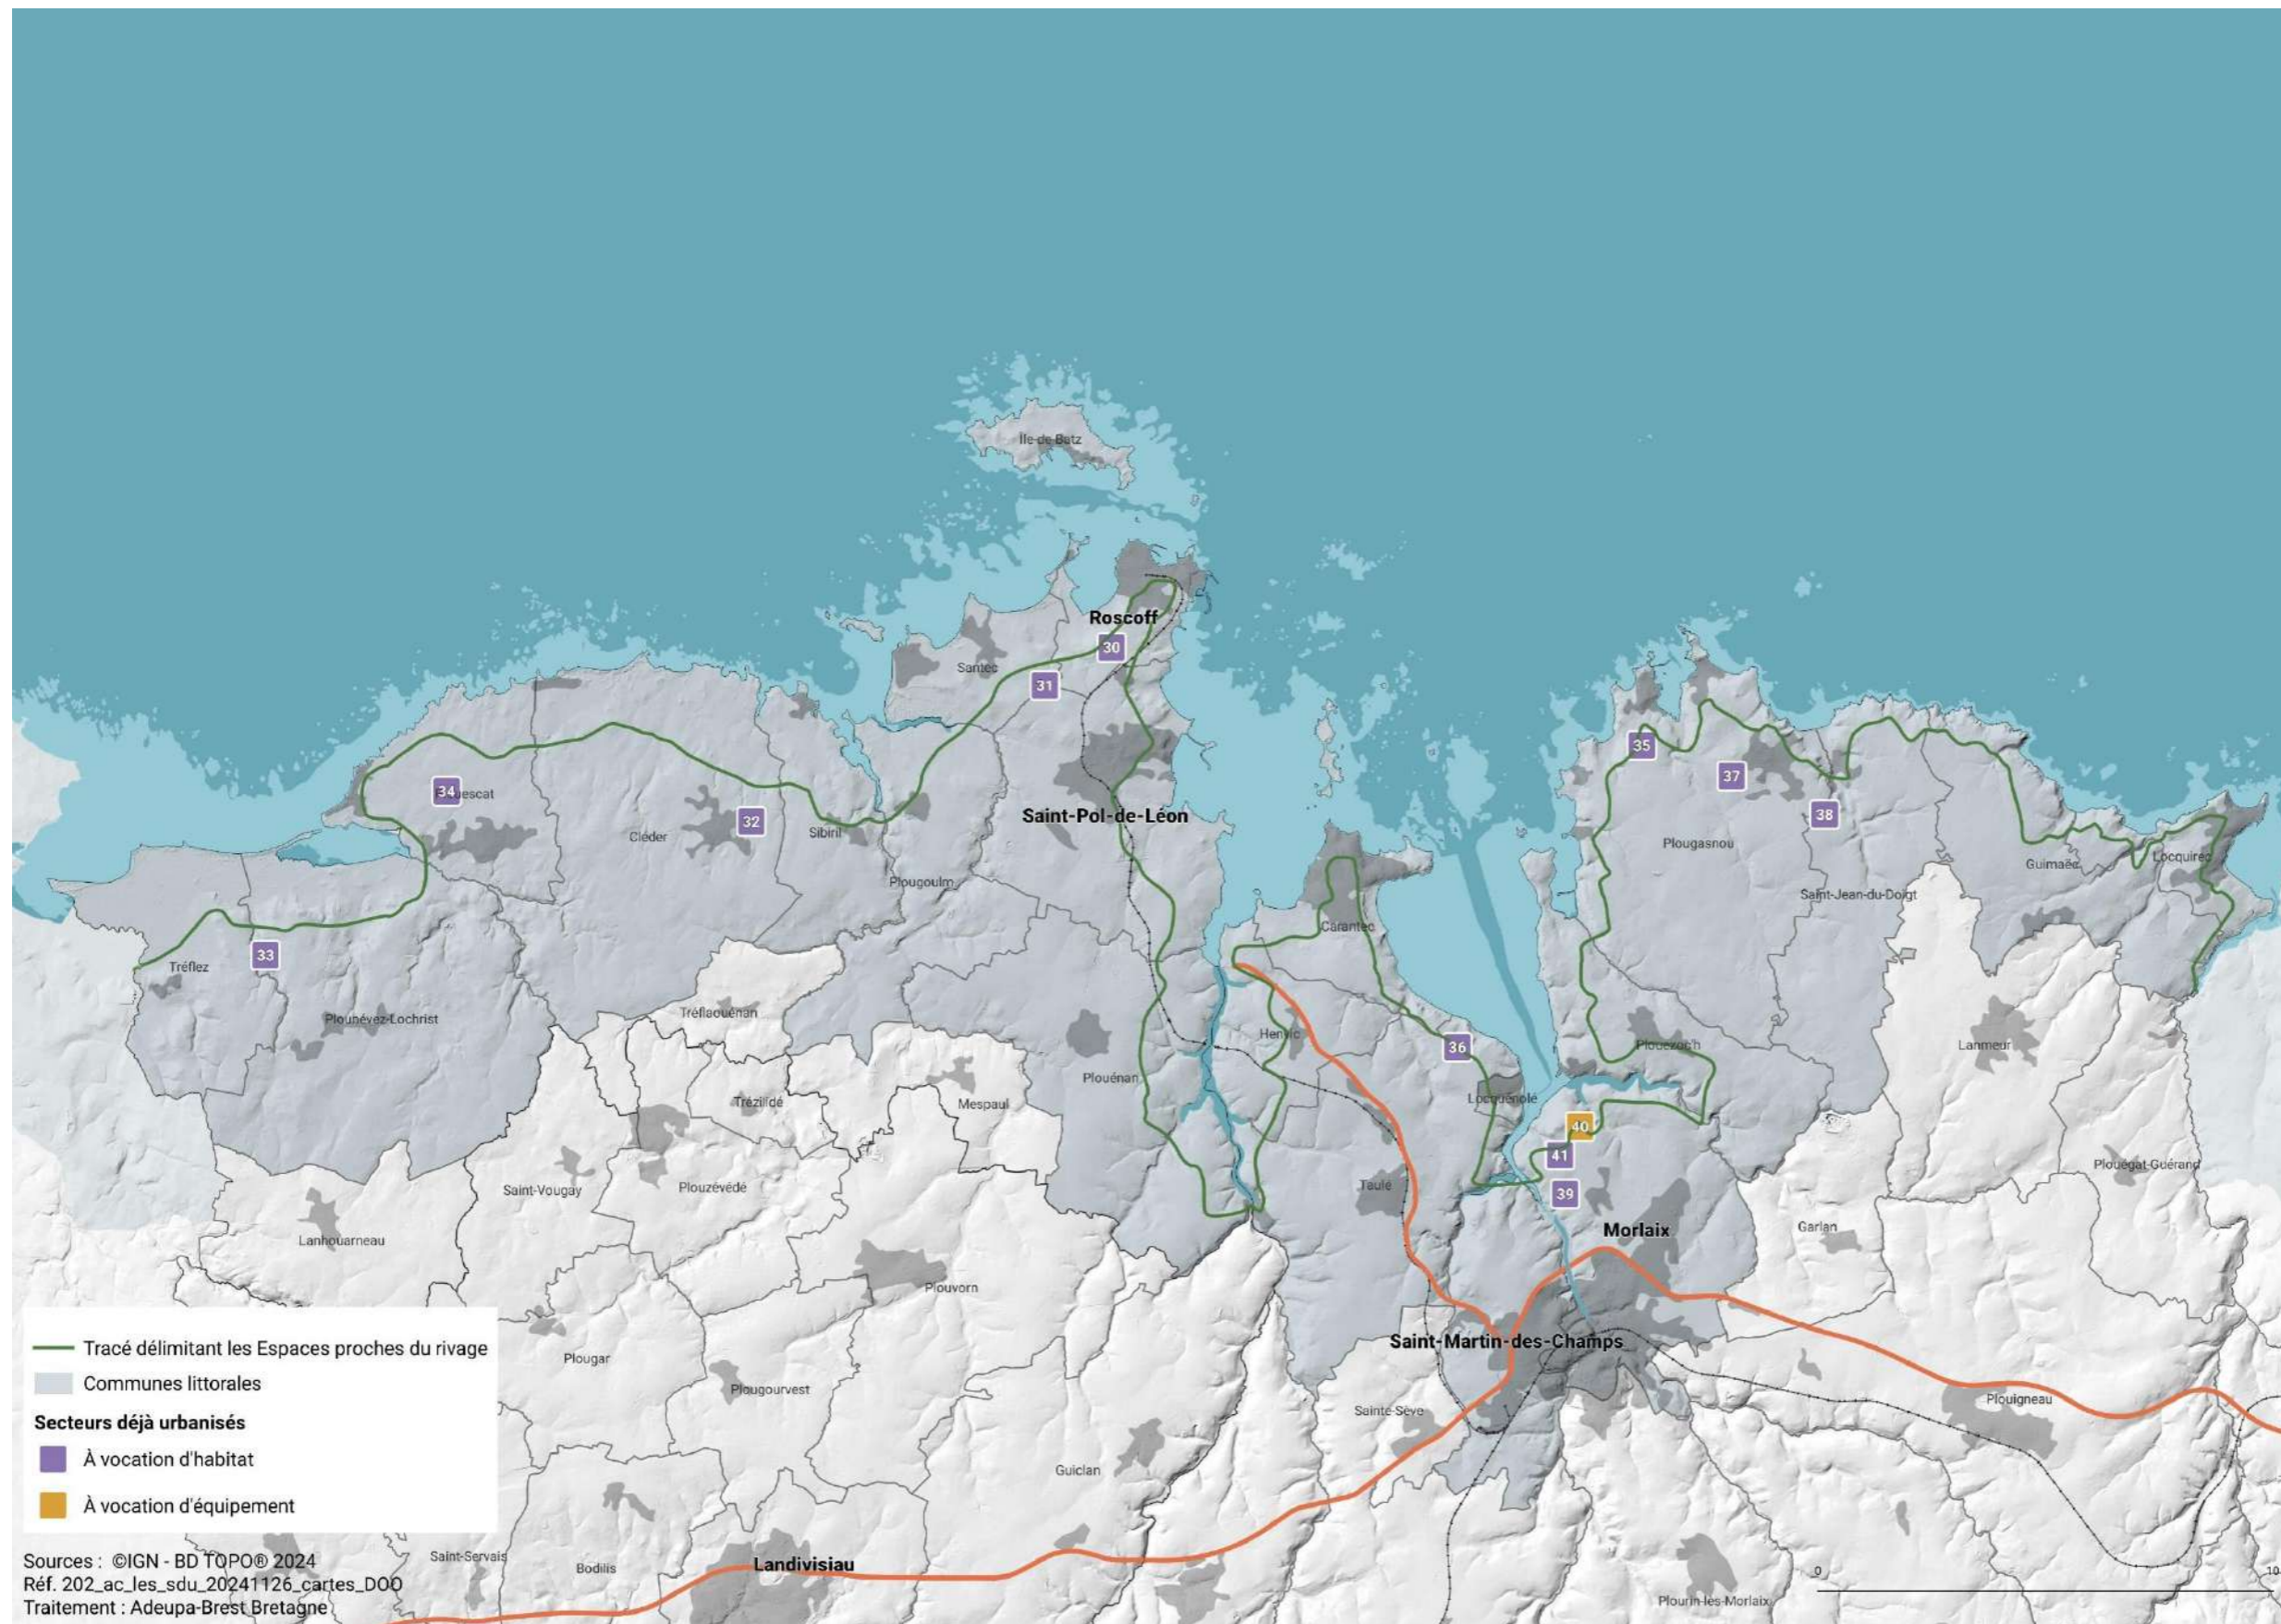 Île-de-Batz
Roscoff
30
Santec
31
35
37
34
Plouescat
32
38
Saint-Pol-de-Léon
Cléder
Sibiril
Plougasnou
Locquirec
Guimaëc
Plougoulm
Saint-Jean-du-Doigt
Carantec
33
Tréflez
Plounévez-Lochrist
Tréflaouénan
Henvic
36
Plouézoc'h
Lanmeur
Plouénan
Trézilidé
Mespaul
Locquénolé
40
41
Plouégat-Guérand
Saint-Vougay
Plouzévédé
Taulé
39
Lanhouarneau
Morlaix
Garlan
Plouvorn
Saint-Martin-des-Champs
Plougar
Plougourvest
Plouigneau
Sainte-Sève
Guiclan
Saint-Servais
Bodilis
Landivisiau
Plourin-lès-Morlaix
0
10
Tracé délimitant les Espaces proches du rivage
Communes littorales
Secteurs déjà urbanisés
À vocation d'habitat
À vocation d'équipement
Sources : ©IGN - BD TOPO® 2024
Réf. 202_ac_les_sdu_20241126_cartes_DOO
Traitement : Adeupa-Brest Bretagne